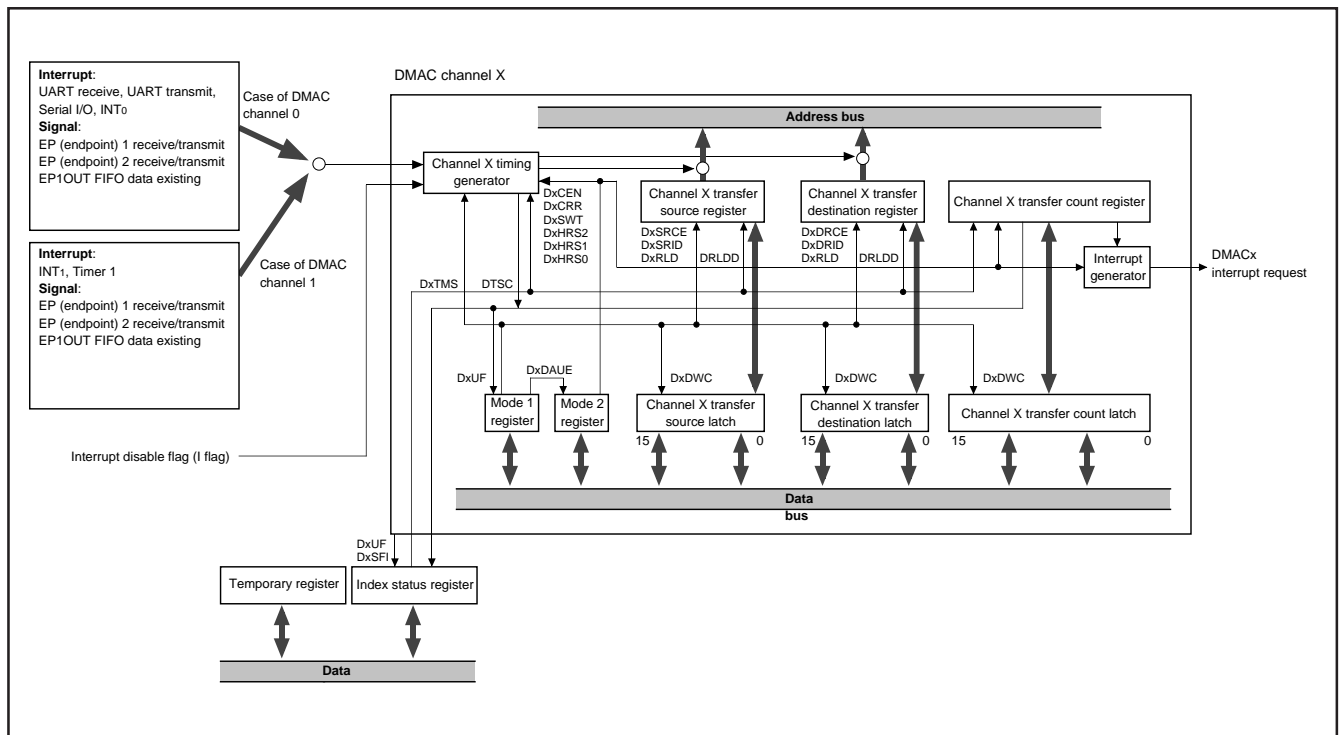 Interrupt:
UART receive, UART transmit,
Serial I/O, INT0
Signal:
EP (endpoint) 1 receive/transmit
EP (endpoint) 2 receive/transmit
EP1OUT FIFO data existing
Case of DMAC
channel 0
Interrupt:
INT1, Timer 1
Signal:
EP (endpoint) 1 receive/transmit
EP (endpoint) 2 receive/transmit
EP1OUT FIFO data existing
Case of DMAC
channel 1
Interrupt disable flag (I flag)
DMAC channel X
Address bus
Channel X timing
generator
DxCEN
DxCRR
DxSWT
DxHRS2
DxHRS1
DxHRS0
Channel X transfer
source register
DxSRCE
DxSRID
DxRLD
DRLDD
Channel X transfer
destination register
DxDRCE
DxDRID
DxRLD
DRLDD
Channel X transfer count register
Interrupt
generator
DMACx
interrupt request
DxTMS
DTSC
DxUF
DxDAUE
DxDWC
DxDWC
DxDWC
Mode 1
register
Mode 2
register
Channel X transfer
source latch
15
0
Channel X transfer
destination latch
15
0
Channel X transfer count latch
15
0
Data
bus
DxUF
DxSFI
Temporary register
Index status register
Data